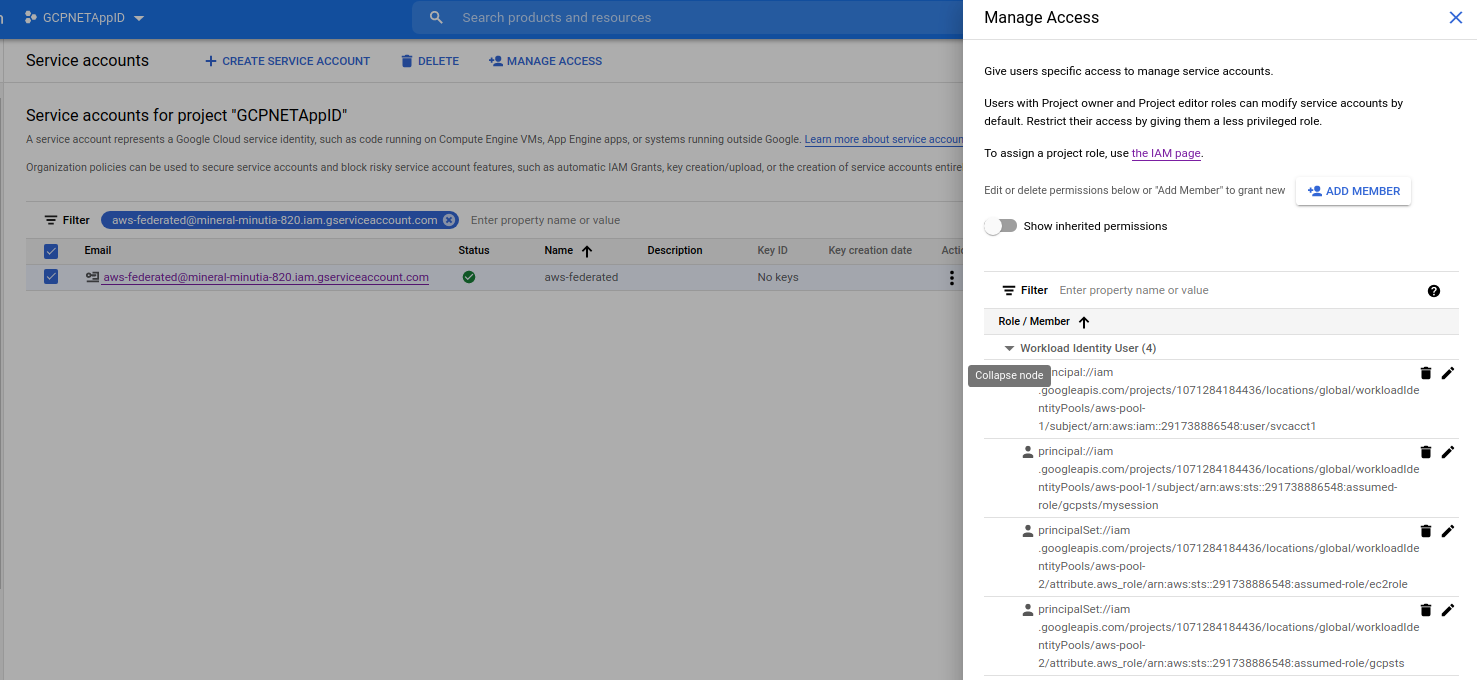 GCPNETAppID
Search products and resources
Service accounts
CREATE SERVICE ACCOUNT
DELETE
MANAGE ACCESS
Service accounts for project "GCPNETAppID"
A service account represents a Google Cloud service identity, such as code running on Compute Engine VMs, App Engine apps, or systems running outside Google. Learn more about service accoun
Organization policies can be used to secure service accounts and block risky service account features, such as automatic IAM Grants, key creation/upload, or the creation of service accounts entire
Filter
aws-federated@mineral-minutia-820.iam.gserviceaccount.com
Enter property name or value
Email Status Name Description Key ID Key creation date Actio
aws-federated@mineral-minutia-820.iam.gserviceaccount.com aws-federated No keys
Manage Access
Give users specific access to manage service accounts.
Users with Project owner and Project editor roles can modify service accounts by
default. Restrict their access by giving them a less privileged role.
To assign a project role, use the IAM page.
Edit or delete permissions below or "Add Member" to grant new
ADD MEMBER
Show inherited permissions
Filter Enter property name or value
Role / Member
Workload Identity User (4)
Collapse node
ncipal://iam
.googleapis.com/projects/1071284184436/locations/global/workloadIde
ntityPools/aws-pool-
1/subject/arn:aws:iam::291738886548:user/svcacct1
principal://iam
.googleapis.com/projects/1071284184436/locations/global/workloadIde
ntityPools/aws-pool-1/subject/arn:aws:sts::291738886548:assumed-
role/gcpsts/mysession
principalSet://iam
.googleapis.com/projects/1071284184436/locations/global/workloadIde
ntityPools/aws-pool-
2/attribute.aws_role/arn:aws:sts::291738886548:assumed-role/ec2role
principalSet://iam
.googleapis.com/projects/1071284184436/locations/global/workloadIde
ntityPools/aws-pool-
2/attribute.aws_role/arn:aws:sts::291738886548:assumed-role/gcpsts